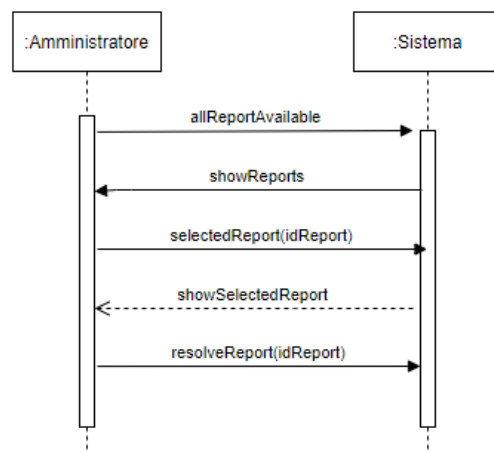 :Amministratore
:Sistema
allReportAvailable
showReports
selectedReport(idReport)
showSelectedReport
resolveReport(idReport)